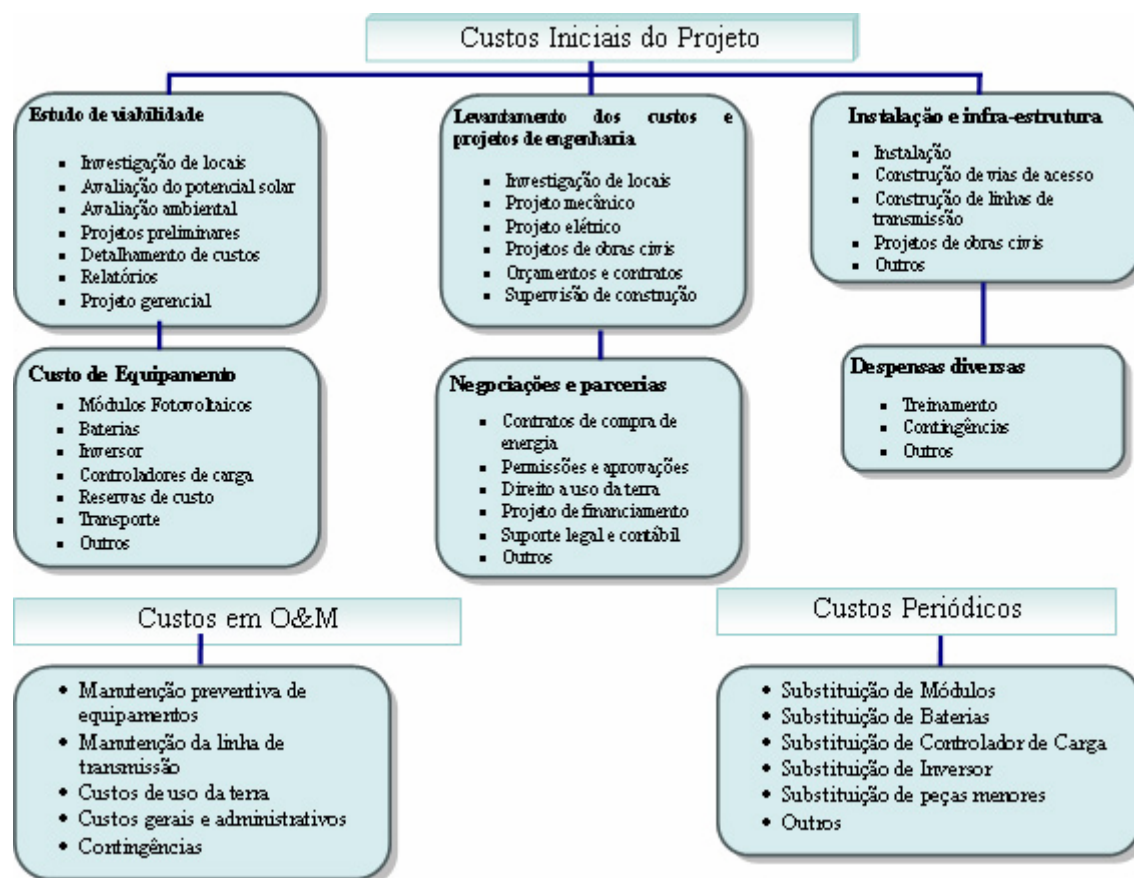 Custos Iniciais do Projeto
Estudo de viabilidade
▪ Investigação de locais
▪ Avaliação do potencial solar
▪ Avaliação ambiental
▪ Projetos preliminares
▪ Detalhamento de custos
▪ Relatórios
▪ Projeto gerencial
Levantamento dos custos e
projetos de engenharia
▪ Investigação de locais
▪ Projeto mecânico
▪ Projeto elétrico
▪ Projetos de obras civis
▪ Orçamentos e contratos
▪ Supervisão de construção
Instalação e infra-estrutura
▪ Instalação
▪ Construção de vias de acesso
▪ Construção de linhas de
transmissão
▪ Projetos de obras civis
▪ Outros
Custo de Equipamento
▪ Módulos Fotovoltaicos
▪ Baterias
▪ Inversor
▪ Controladores de carga
▪ Reservas de custo
▪ Transporte
▪ Outros
Negociações e parcerias
▪ Contratos de compra de
energia
▪ Permissões e aprovações
▪ Direito a uso da terra
▪ Projeto de financiamento
▪ Suporte legal e contábil
▪ Outros
Despensas diversas
▪ Treinamento
▪ Contingências
▪ Outros
Custos em O&M
• Manutenção preventiva de
equipamentos
• Manutenção da linha de
transmissão
• Custos de uso da terra
• Custos gerais e administrativos
• Contingências
Custos Periódicos
• Substituição de Módulos
• Substituição de Baterias
• Substituição de Controlador de Carga
• Substituição de Inversor
• Substituição de peças menores
• Outros